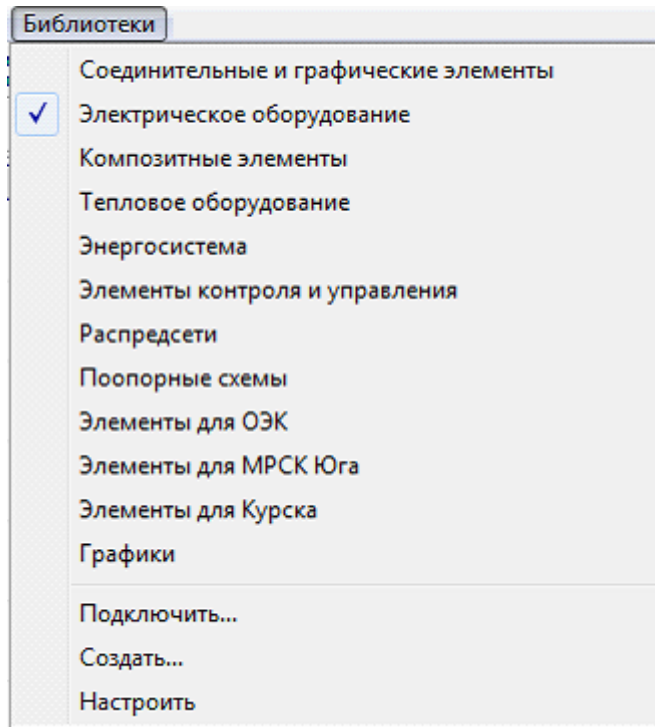 Библиотеки
Соединительные и графические элементы
Электрическое оборудование
Композитные элементы
Тепловое оборудование
Энергосистема
Элементы контроля и управления
Распредсети
Поопорные схемы
Элементы для ОЭК
Элементы для МРСК Юга
Элементы для Курска
Графики
Подключить...
Создать...
Настроить